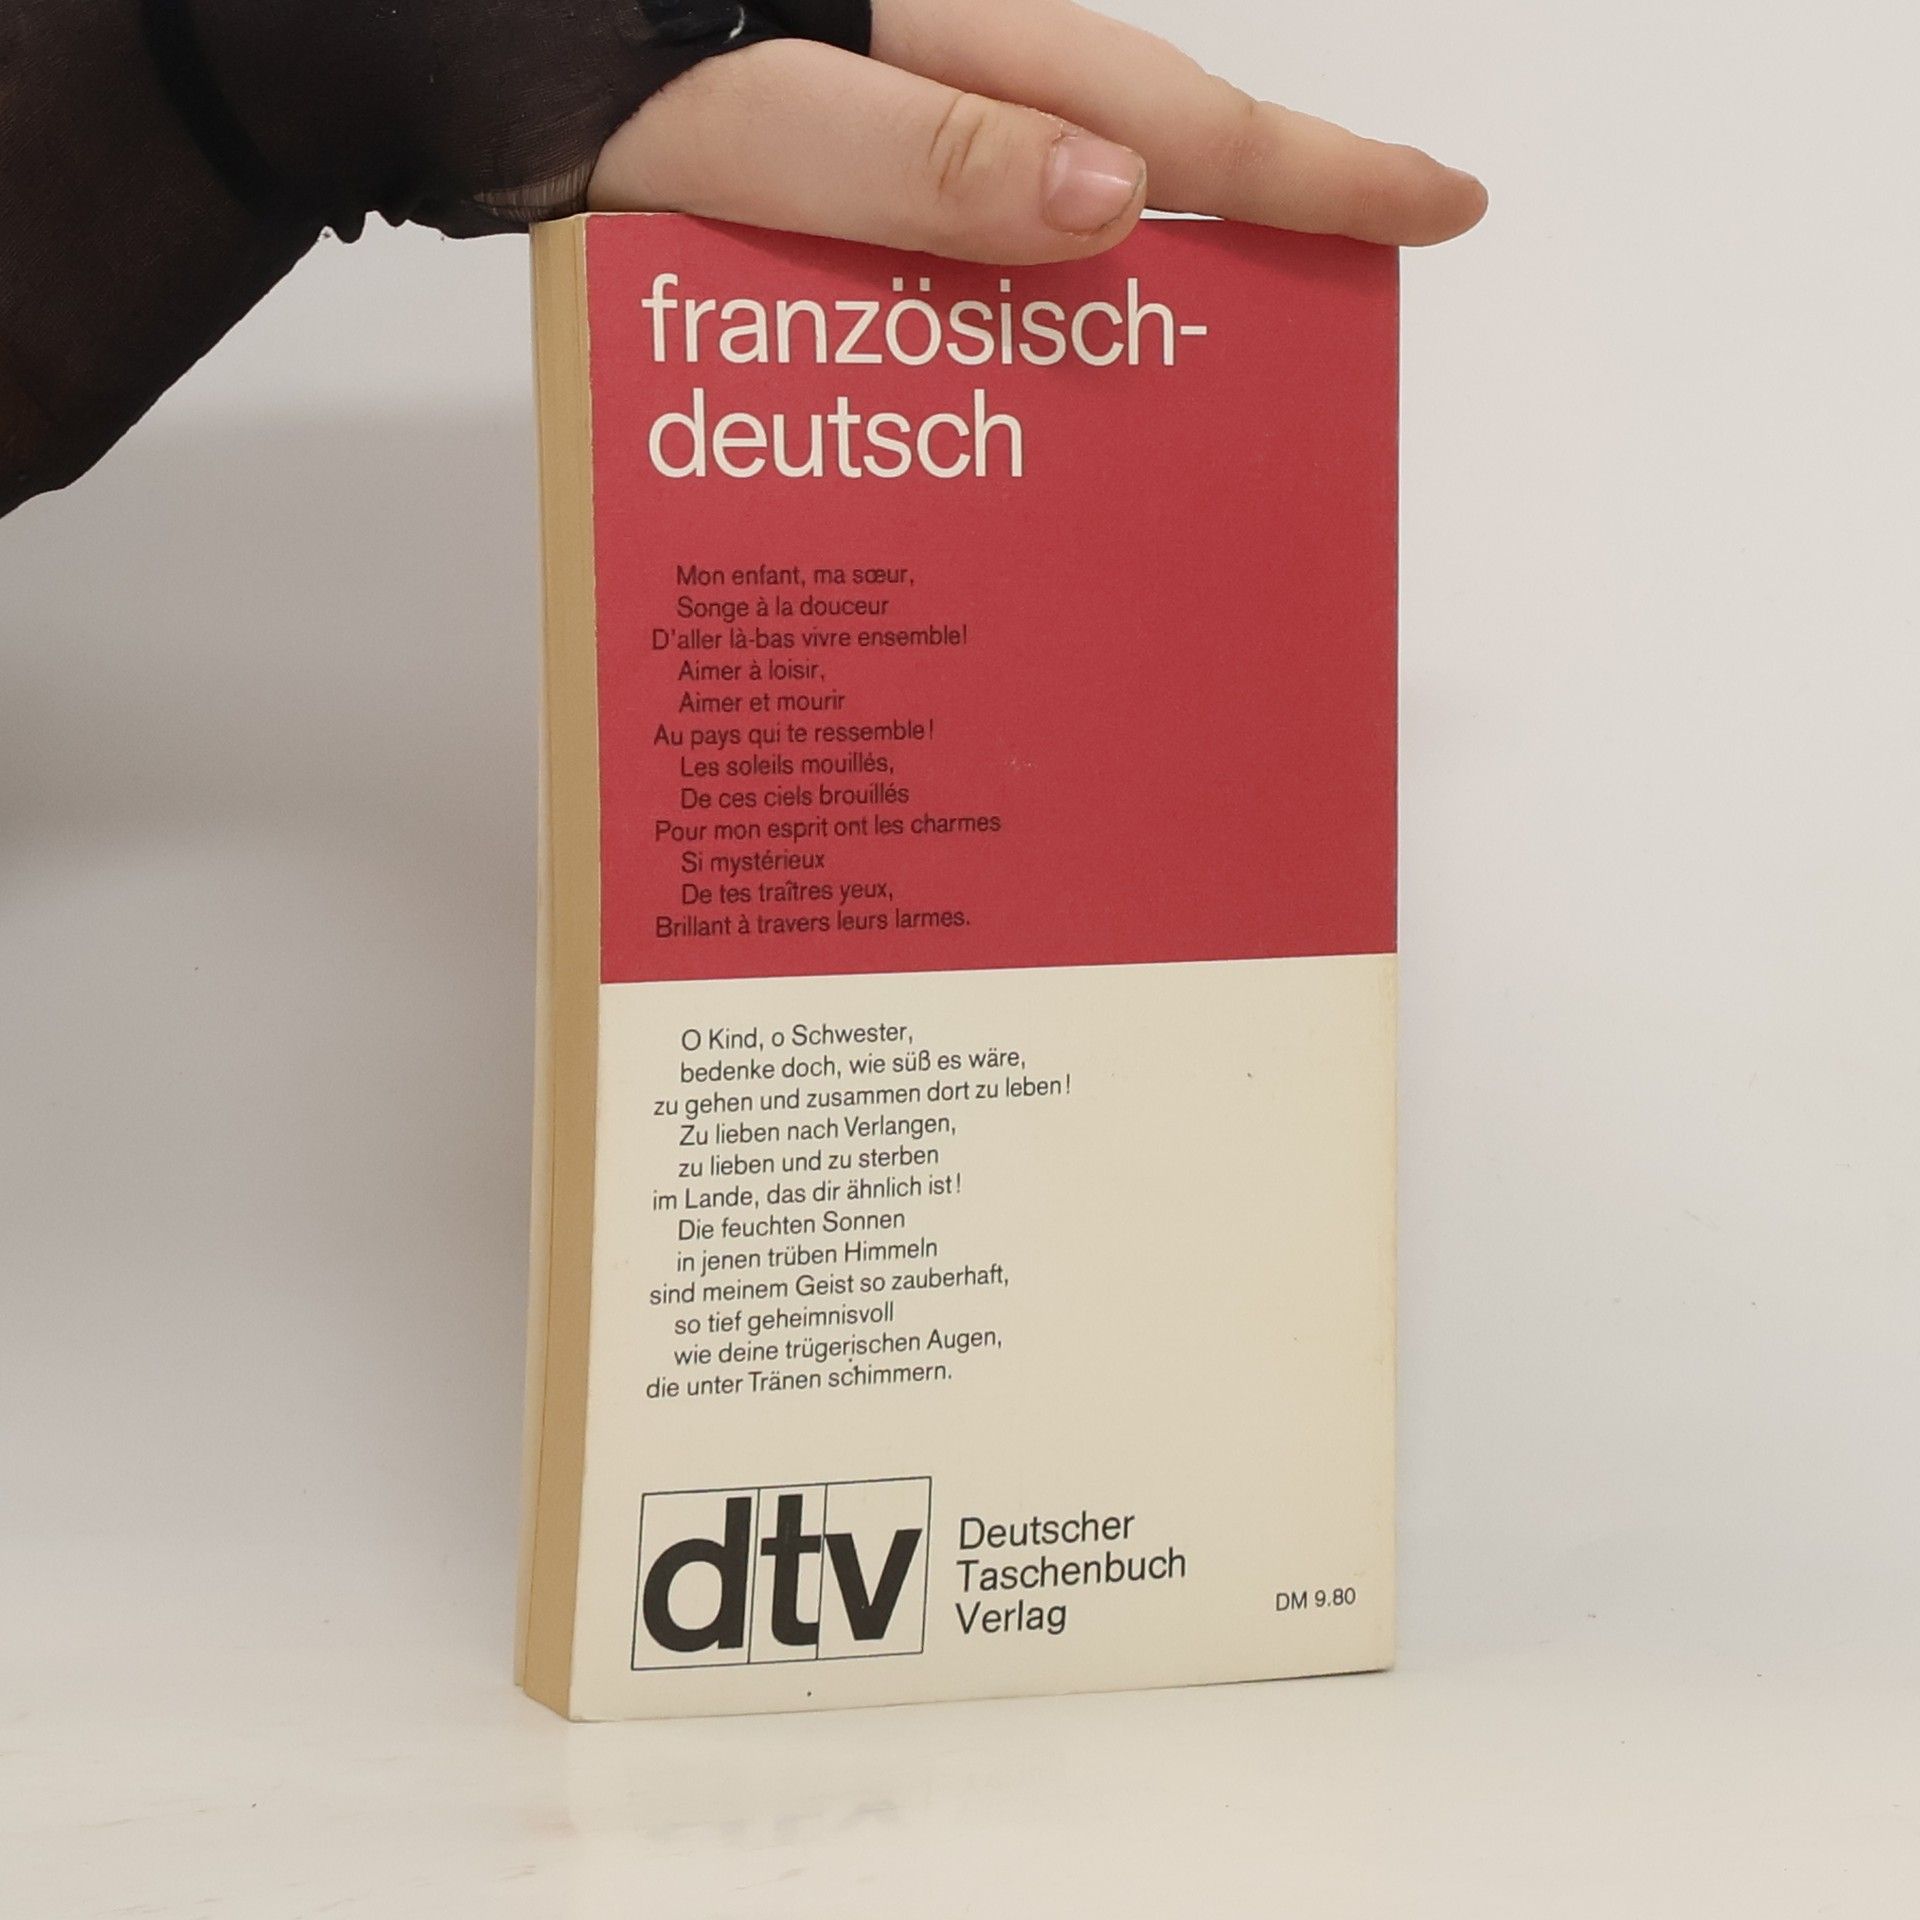 französisch-
deutsch
Mon enfant, ma sœur,
Songe à la douceur
D'aller là-bas vivre ensemble!
Aimer à loisir,
Aimer et mourir
Au pays qui te ressemble!
Les soleils mouillés,
De ces ciels brouillés
Pour mon esprit ont les charmes
Si mystérieux
De tes traîtres yeux,
Brillant à travers leurs larmes.
O Kind, o Schwester,
bedenke doch, wie süß es wäre,
zu gehen und zusammen dort zu leben!
Zu lieben nach Verlangen,
zu lieben und zu sterben
im Lande, das dir ähnlich ist!
Die feuchten Sonnen
in jenen trüben Himmeln
sind meinem Geist so zauberhaft,
so tief geheimnisvoll
wie deine trügerischen Augen,
die unter Tränen schimmern.
dtv
Deutscher
Taschenbuch
Verlag
DM 9.80